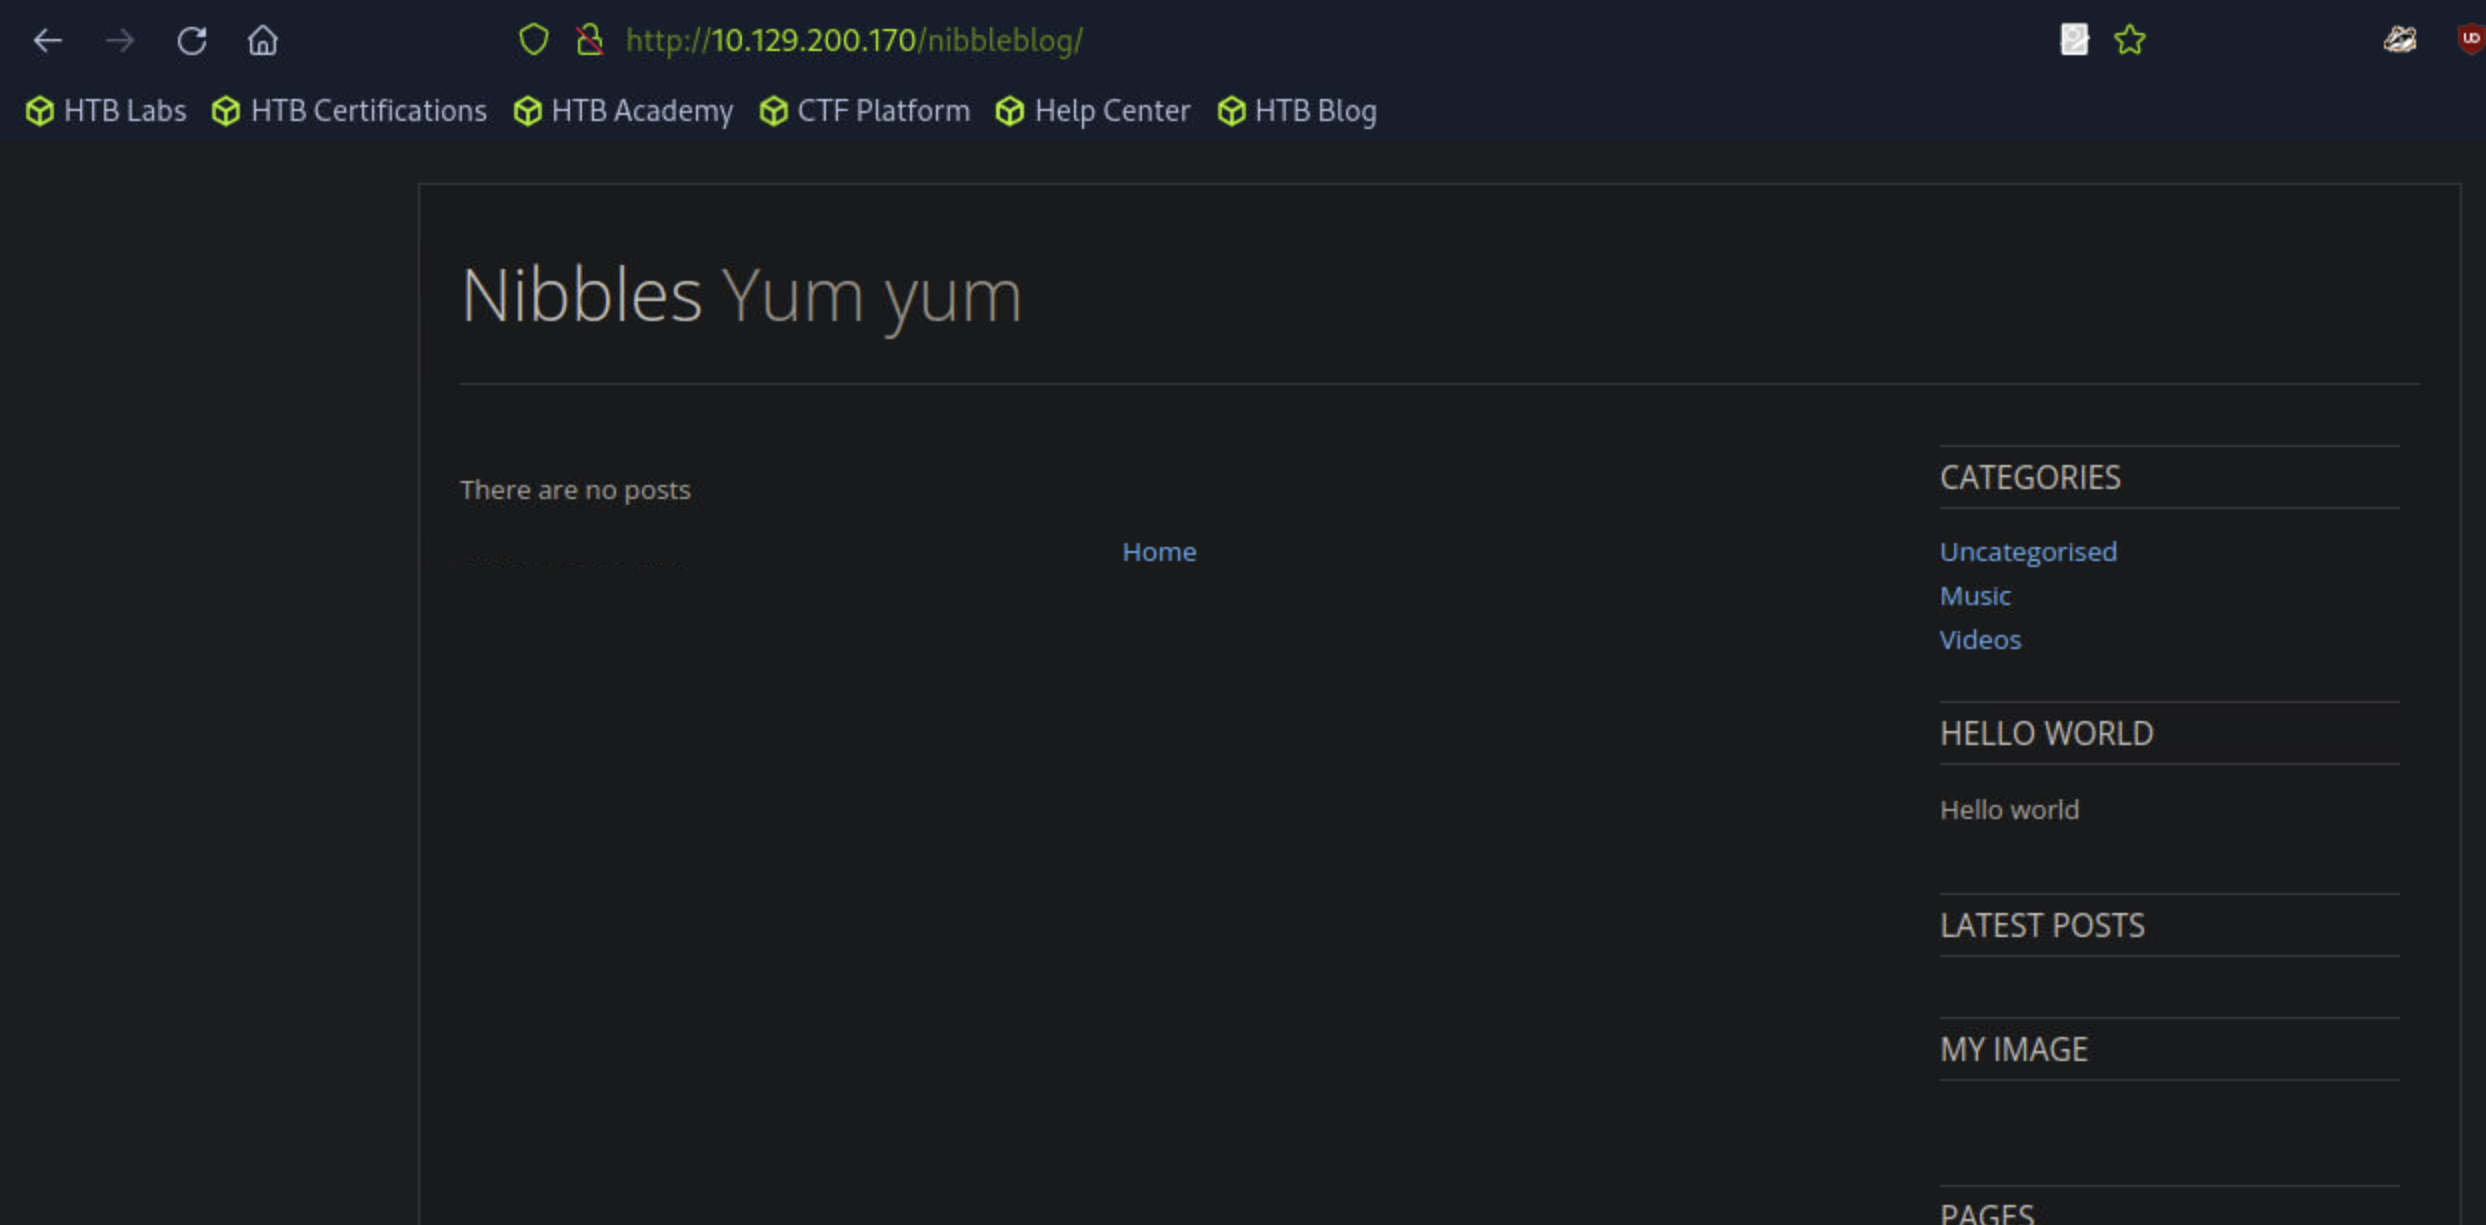 http://10.129.200.170/nibbleblog/
HTB Labs HTB Certifications HTB Academy CTF Platform Help Center HTB Blog
Nibbles Yum yum
There are no posts
Home
CATEGORIES
Uncategorised
Music
Videos
HELLO WORLD
Hello world
LATEST POSTS
MY IMAGE
PAGES